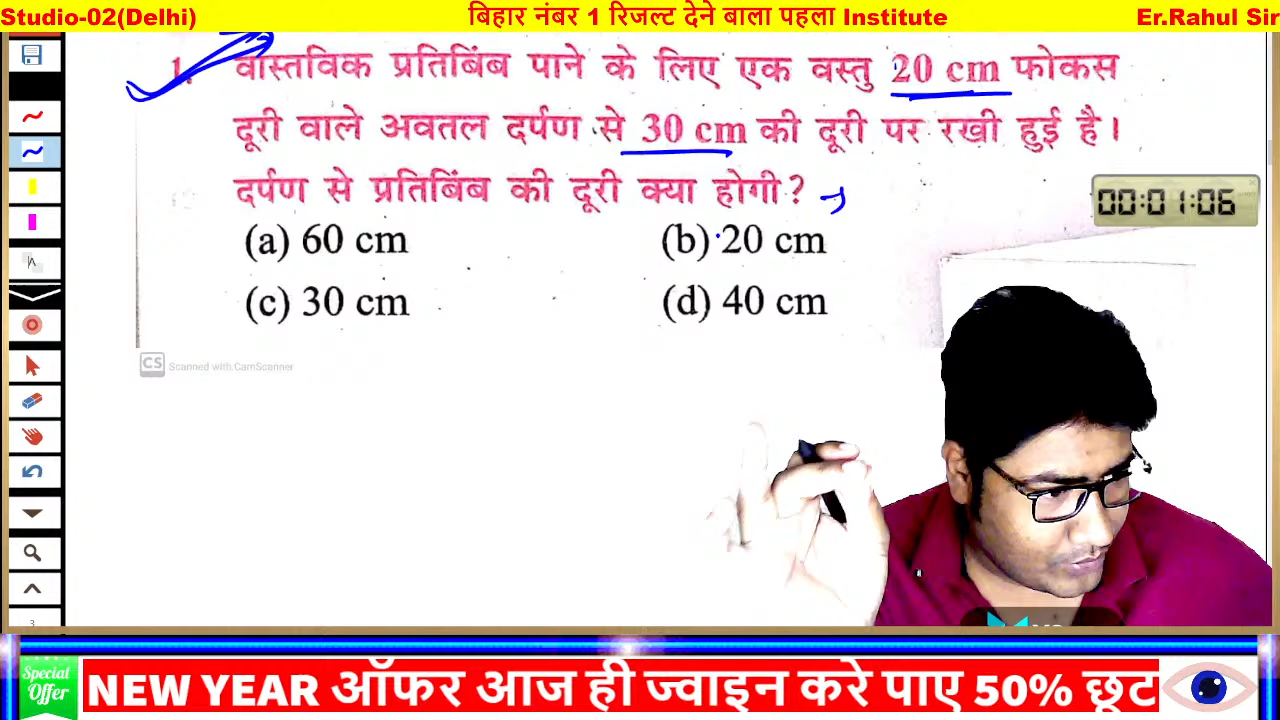 Studio-02(Delhi) बिहार नंबर 1 रिजल्ट देने बाला पहला Institute Er.Rahul Sir
1. वास्तविक प्रतिबिंब पाने के लिए एक वस्तु 20 cm फोकस
दूरी वाले अवतल दर्पण से 30 cm की दूरी पर रखी हुई है।
दर्पण से प्रतिबिंब की दूरी क्या होगी?
00:01:06
(a) 60 cm (b) 20 cm
(c) 30 cm (d) 40 cm
CS Scanned with CamScanner
3
Special
Offer
NEW YEAR ऑफर आज ही ज्वाइन करे पाए 50% छूट